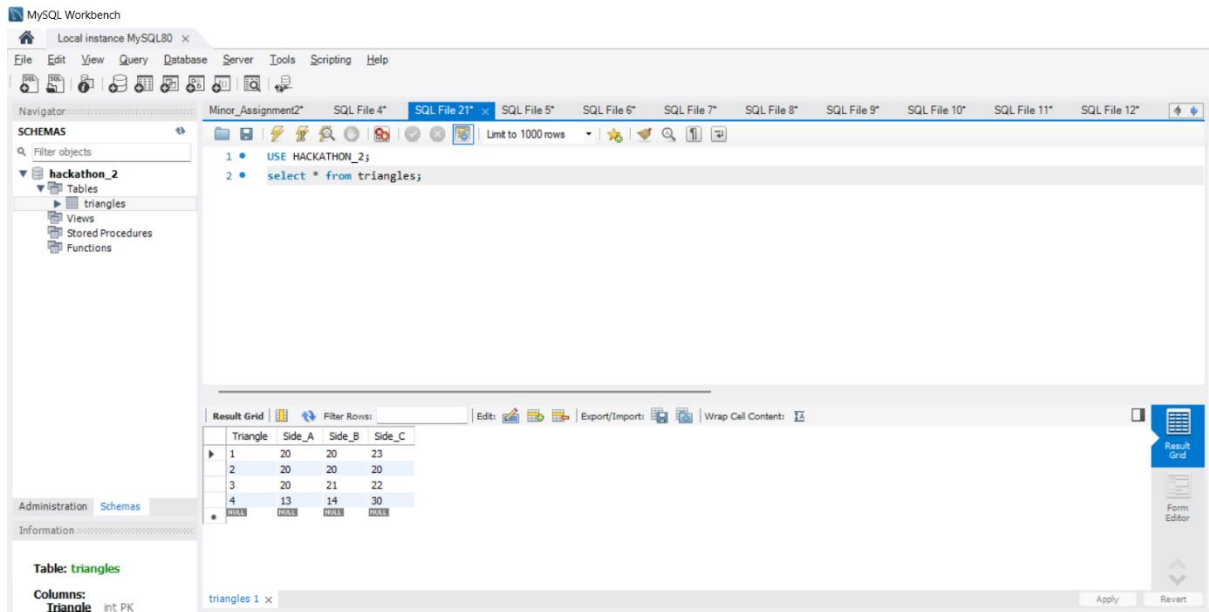 MySQL Workbench
Local instance MySQL80 ×
File Edit View Query Database Server Tools Scripting Help
Navigator
SCHEMAS
Filter objects
hackathon_2
Tables
triangles
Views
Stored Procedures
Functions
Administration Schemas
Information
Table: triangles
Columns:
Triangle int PK
Minor_Assignment2* SQL File 4* SQL File 21* × SQL File 5* SQL File 6* SQL File 7* SQL File 8* SQL File 9* SQL File 10* SQL File 11* SQL File 12*
Limit to 1000 rows
1 USE HACKATHON_2;
2 select * from triangles;
Result Grid Filter Rows: Edit: Export/Import: Wrap Cell Content:
Triangle Side_A Side_B Side_C
1 20 20 23
2 20 20 20
3 20 21 22
4 13 14 30
NULL NULL NULL NULL
Result
Grid
Form
Editor
triangles 1 ×
Apply Revert